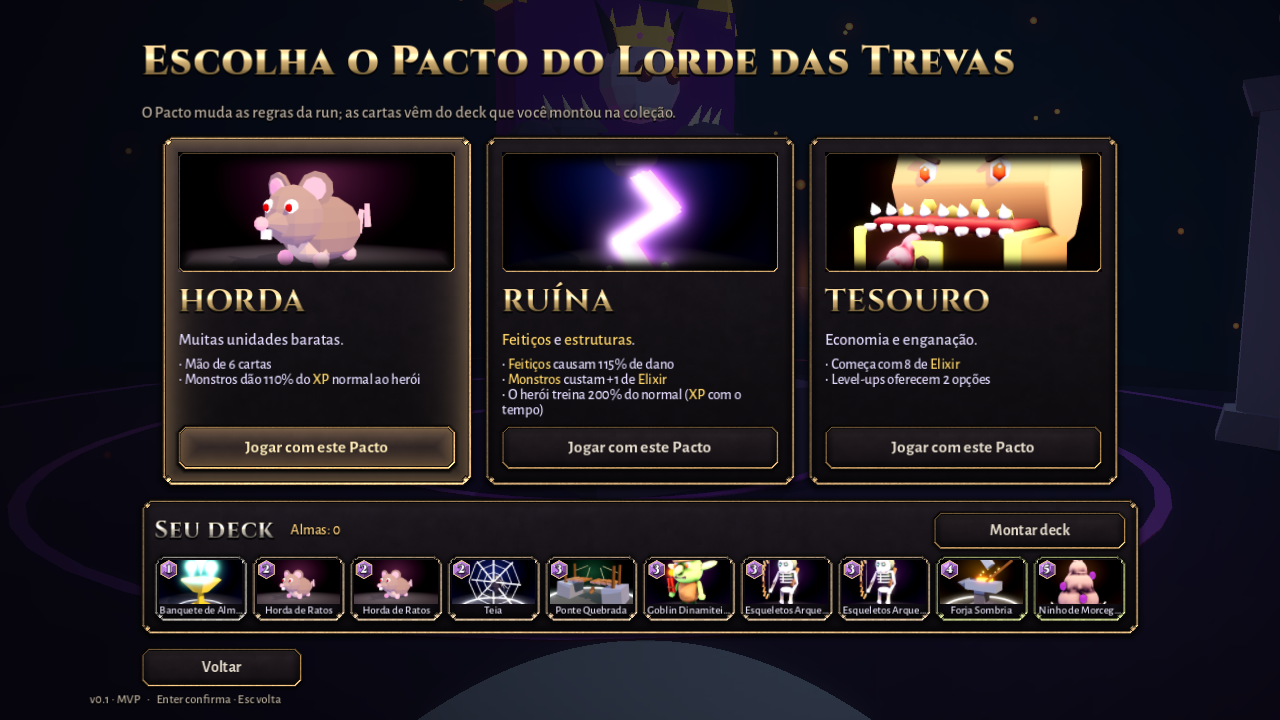 Escolha o Pacto do Lorde das Trevas
O Pacto muda as regras da run; as cartas vêm do deck que você montou na coleção.
HORDA
Muitas unidades baratas.
· Mão de 6 cartas
· Monstros dão 110% do XP normal ao herói
Jogar com este Pacto
RUÍNA
Feitiços e estruturas.
· Feitiços causam 115% de dano
· Monstros custam +1 de Elixir
· O herói treina 200% do normal (XP com o
tempo)
Jogar com este Pacto
TESOURO
Economia e enganação.
· Começa com 8 de Elixir
· Level-ups oferecem 2 opções
Jogar com este Pacto
Seu deck
Almas: 0
Montar deck
1
Banquete de Alm...
2
Horda de Ratos
2
Horda de Ratos
2
Teia
3
Ponte Quebrada
3
Goblin Dinamitei...
3
Esqueletos Arque...
3
Esqueletos Arque...
4
Forja Sombria
5
Ninho de Morceg...
Voltar
v0.1 · MVP · Enter confirma · Esc volta